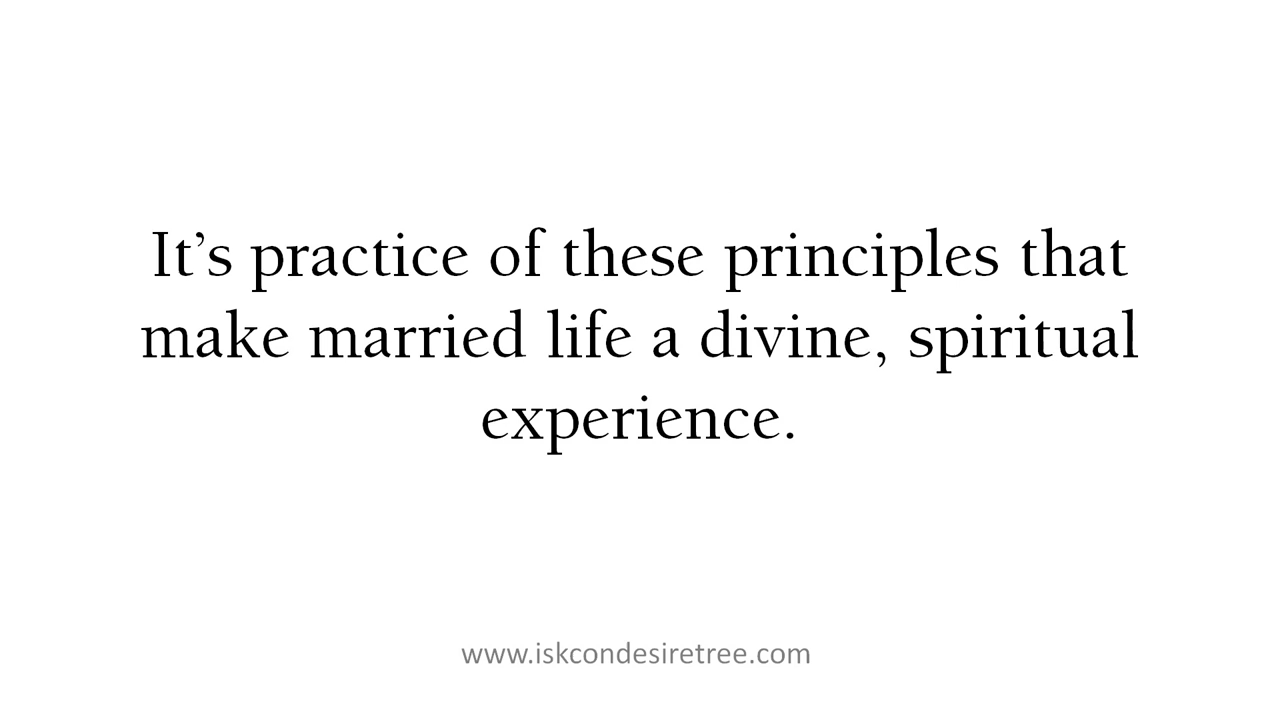 It’s practice of these principles that
make married life a divine, spiritual
experience.
www.iskcondesiretree.com